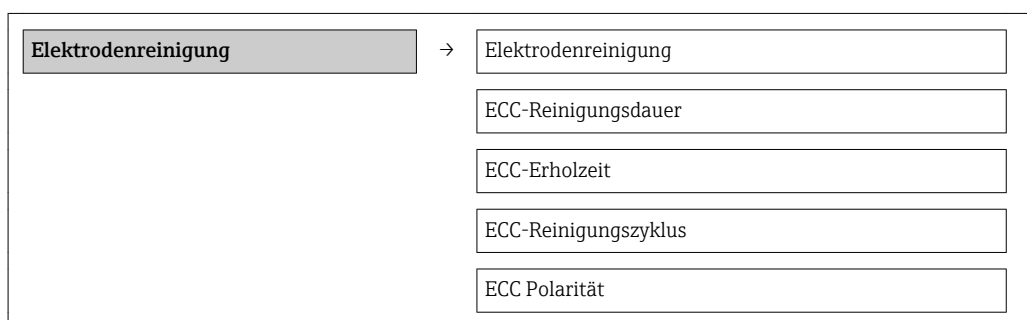 Elektrodenreinigung → Elektrodenreinigung
ECC-Reinigungsdauer
ECC-Erholzeit
ECC-Reinigungszyklus
ECC Polarität